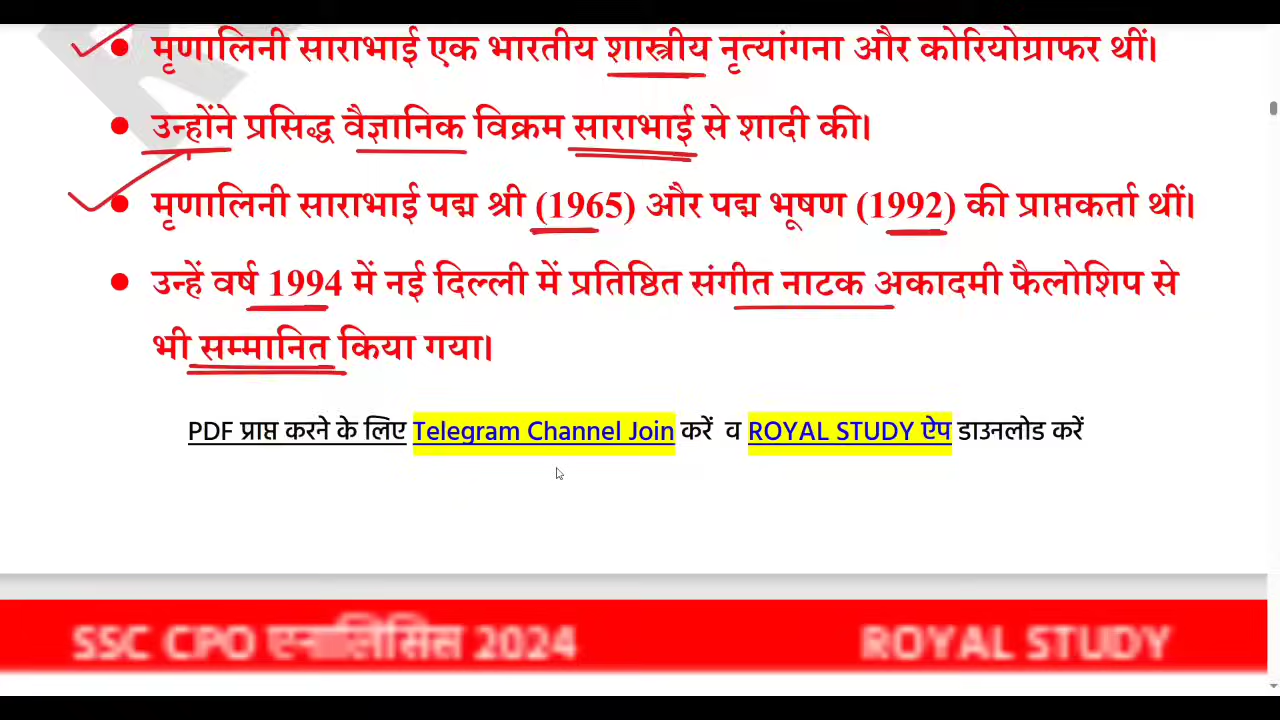 मृणालिनी साराभाई एक भारतीय शास्त्रीय नृत्यांगना और कोरियोग्राफर थीं।
उन्होंने प्रसिद्ध वैज्ञानिक विक्रम साराभाई से शादी की।
मृणालिनी साराभाई पद्म श्री (1965) और पद्म भूषण (1992) की प्राप्तकर्ता थीं।
उन्हें वर्ष 1994 में नई दिल्ली में प्रतिष्ठित संगीत नाटक अकादमी फैलोशिप से
भी सम्मानित किया गया।
PDF प्राप्त करने के लिए Telegram Channel Join करें व ROYAL STUDY ऐप डाउनलोड करें
SSC CPO एनालिसिस 2024 ROYAL STUDY